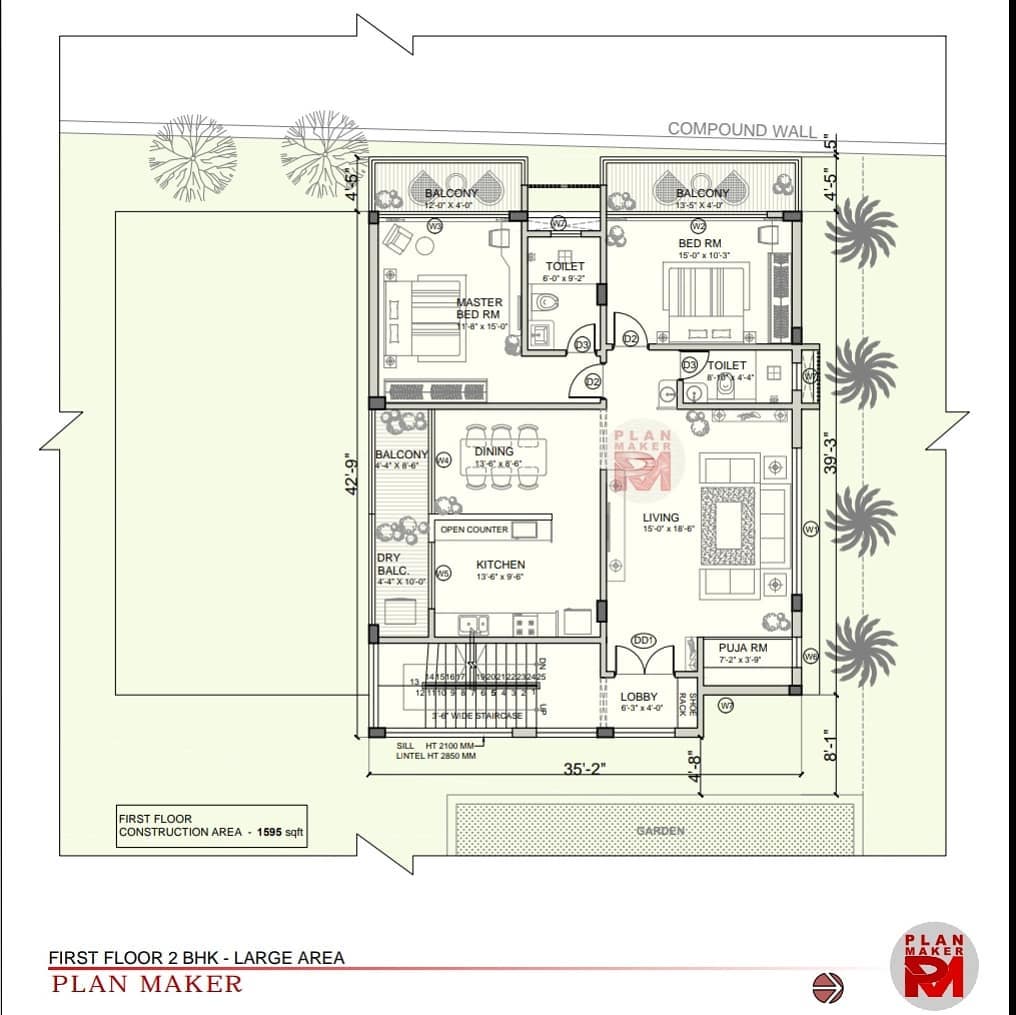 COMPOUND WALL
5"
4'-5"
4'-5"
BALCONY
12'-0" X 4'-0"
BALCONY
13'-5" X 4'-0"
W3
W2
BED RM
15'-0" x 10'-3"
TOILET
6'-0" x 9'-2"
MASTER
BED RM
11'-8" x 15'-0"
D3
D2
D2
D3
TOILET
8'-10" x 4'-4"
PLAN
MAKER
PM
BALCONY
4'-4" X 8'-6"
W4
DINING
13'-6" x 8'-6"
42'-9"
39'-3"
LIVING
15'-0" x 18'-6"
W1
OPEN COUNTER
DRY
BALC.
4'-4" X 10'-0"
W5
KITCHEN
13'-6" x 9'-6"
DD1
PUJA RM
7'-2" x 3'-9"
W6
DN
14 15 16 17 19 20 21 22 23 24 25
13
12 11 10 9 8 7 6 5 4 3 2 1
UP
3'-6" WIDE STAIRCASE
LOBBY
6'-3" x 4'-0"
SHOE
RACK
W7
SILL HT 2100 MM
LINTEL HT 2850 MM
35'-2"
4'-8"
8'-1"
FIRST FLOOR
CONSTRUCTION AREA - 1595 sqft
GARDEN
FIRST FLOOR 2 BHK - LARGE AREA
PLAN MAKER
PLAN
MAKER
PM